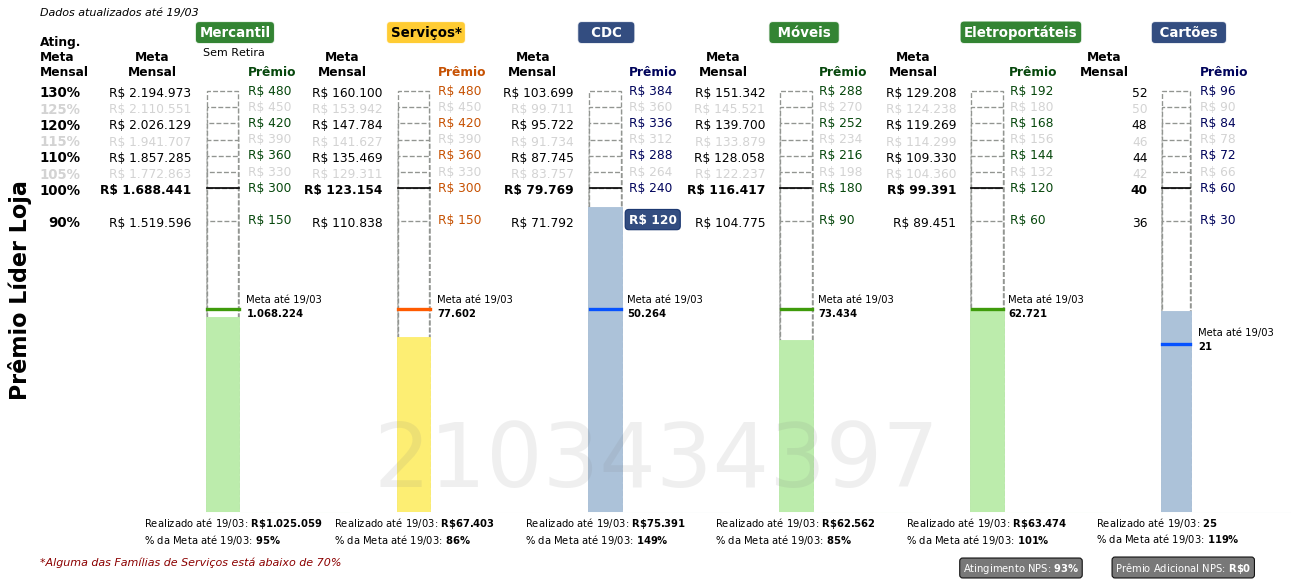 Dados atualizados até 19/03
Mercantil Serviços* CDC Móveis Eletroportáteis Cartões
Sem Retira
Ating. Meta Mensal Meta Mensal Prêmio Meta Mensal Prêmio Meta Mensal Prêmio Meta Mensal Prêmio Meta Mensal Prêmio Meta Mensal Prêmio
130% R$ 2.194.973 R$ 480 R$ 160.100 R$ 480 R$ 103.699 R$ 384 R$ 151.342 R$ 288 R$ 129.208 R$ 192 52 R$ 96
125% R$ 2.110.551 R$ 450 R$ 153.942 R$ 450 R$ 99.711 R$ 360 R$ 145.521 R$ 270 R$ 124.238 R$ 180 50 R$ 90
120% R$ 2.026.129 R$ 420 R$ 147.784 R$ 420 R$ 95.722 R$ 336 R$ 139.700 R$ 252 R$ 119.269 R$ 168 48 R$ 84
115% R$ 1.941.707 R$ 390 R$ 141.627 R$ 390 R$ 91.734 R$ 312 R$ 133.879 R$ 234 R$ 114.299 R$ 156 46 R$ 78
110% R$ 1.857.285 R$ 360 R$ 135.469 R$ 360 R$ 87.745 R$ 288 R$ 128.058 R$ 216 R$ 109.330 R$ 144 44 R$ 72
105% R$ 1.772.863 R$ 330 R$ 129.311 R$ 330 R$ 83.757 R$ 264 R$ 122.237 R$ 198 R$ 104.360 R$ 132 42 R$ 66
100% R$ 1.688.441 R$ 300 R$ 123.154 R$ 300 R$ 79.769 R$ 240 R$ 116.417 R$ 180 R$ 99.391 R$ 120 40 R$ 60
90% R$ 1.519.596 R$ 150 R$ 110.838 R$ 150 R$ 71.792 R$ 120 R$ 104.775 R$ 90 R$ 89.451 R$ 60 36 R$ 30
Prêmio Líder Loja
Meta até 19/03 Meta até 19/03 Meta até 19/03 Meta até 19/03 Meta até 19/03
1.068.224 77.602 50.264 73.434 62.721
Meta até 19/03
21
2103434397
Realizado até 19/03: R$1.025.059 Realizado até 19/03: R$67.403 Realizado até 19/03: R$75.391 Realizado até 19/03: R$62.562 Realizado até 19/03: R$63.474 Realizado até 19/03: 25
% da Meta até 19/03: 95% % da Meta até 19/03: 86% % da Meta até 19/03: 149% % da Meta até 19/03: 85% % da Meta até 19/03: 101% % da Meta até 19/03: 119%
*Alguma das Famílias de Serviços está abaixo de 70%
Atingimento NPS: 93% Prêmio Adicional NPS: R$0